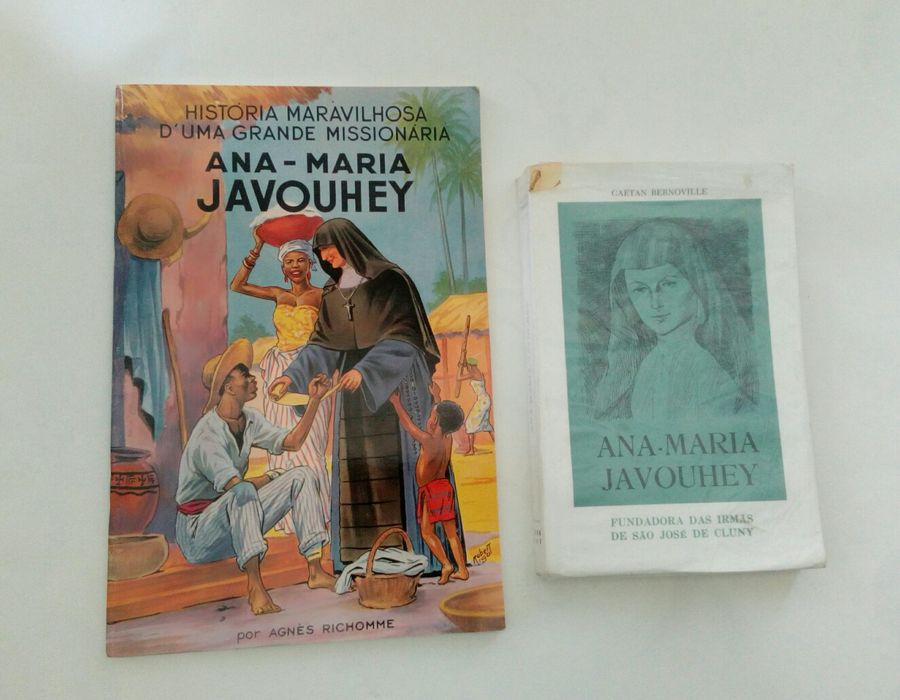 HISTÓRIA MARAVILHOSA
D'UMA GRANDE MISSIONÁRIA
ANA-MARIA
JAVOUHEY
por AGNÈS RICHOMME
GAËTAN BERNOVILLE
ANA-MARIA
JAVOUHEY
FUNDADORA DAS IRMÃS
DE SÃO JOSÉ DE CLUNY